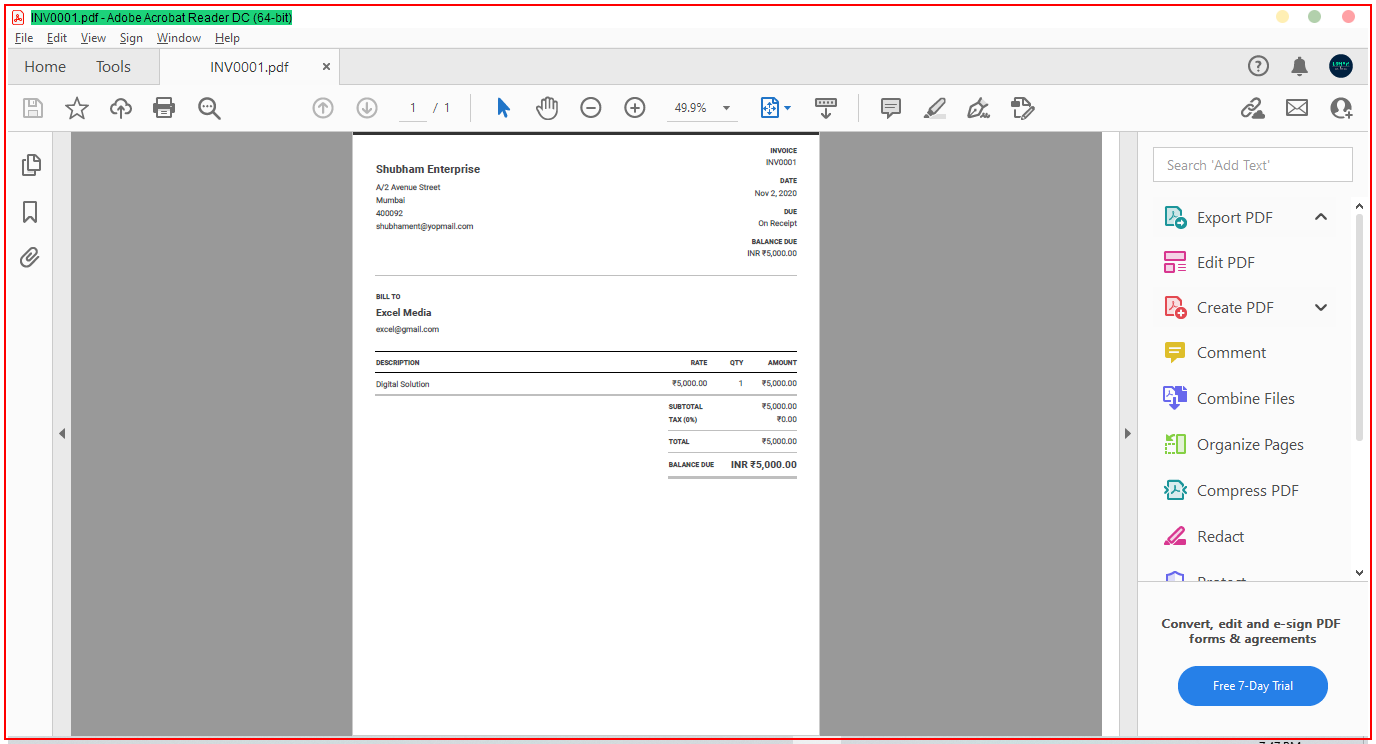 INV0001.pdf - Adobe Acrobat Reader DC (64-bit)
File Edit View Sign Window Help
Home Tools INV0001.pdf ×
1 / 1 49.9%
Shubham Enterprise
A/2 Avenue Street
Mumbai
400092
shubhament@yopmail.com
INVOICE
INV0001
DATE
Nov 2, 2020
DUE
On Receipt
BALANCE DUE
INR ₹5,000.00
BILL TO
Excel Media
excel@gmail.com
DESCRIPTION RATE QTY AMOUNT
Digital Solution ₹5,000.00 1 ₹5,000.00
SUBTOTAL ₹5,000.00
TAX (0%) ₹0.00
TOTAL ₹5,000.00
BALANCE DUE INR ₹5,000.00
Search 'Add Text'
Export PDF
Edit PDF
Create PDF
Comment
Combine Files
Organize Pages
Compress PDF
Redact
Protect
Convert, edit and e-sign PDF
forms & agreements
Free 7-Day Trial